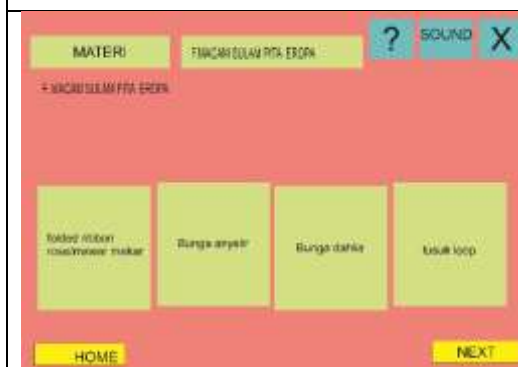 MATERI
F.MACAM SULAM PITA EROPA
?
SOUND
X
F. MACAM SULAM PITA EROPA
folded ribbon
rose/mawar mekar
Bunga anyelir
Bunga dahlia
tusuk loop
HOME
NEXT